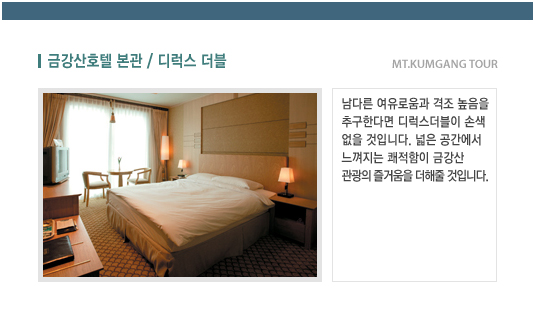 금강산호텔 본관 / 디럭스 더블
MT.KUMGANG TOUR
남다른 여유로움과 격조 높음을
추구한다면 디럭스더블이 손색
없을 것입니다. 넓은 공간에서
느껴지는 쾌적함이 금강산
관광의 즐거움을 더해줄 것입니다.